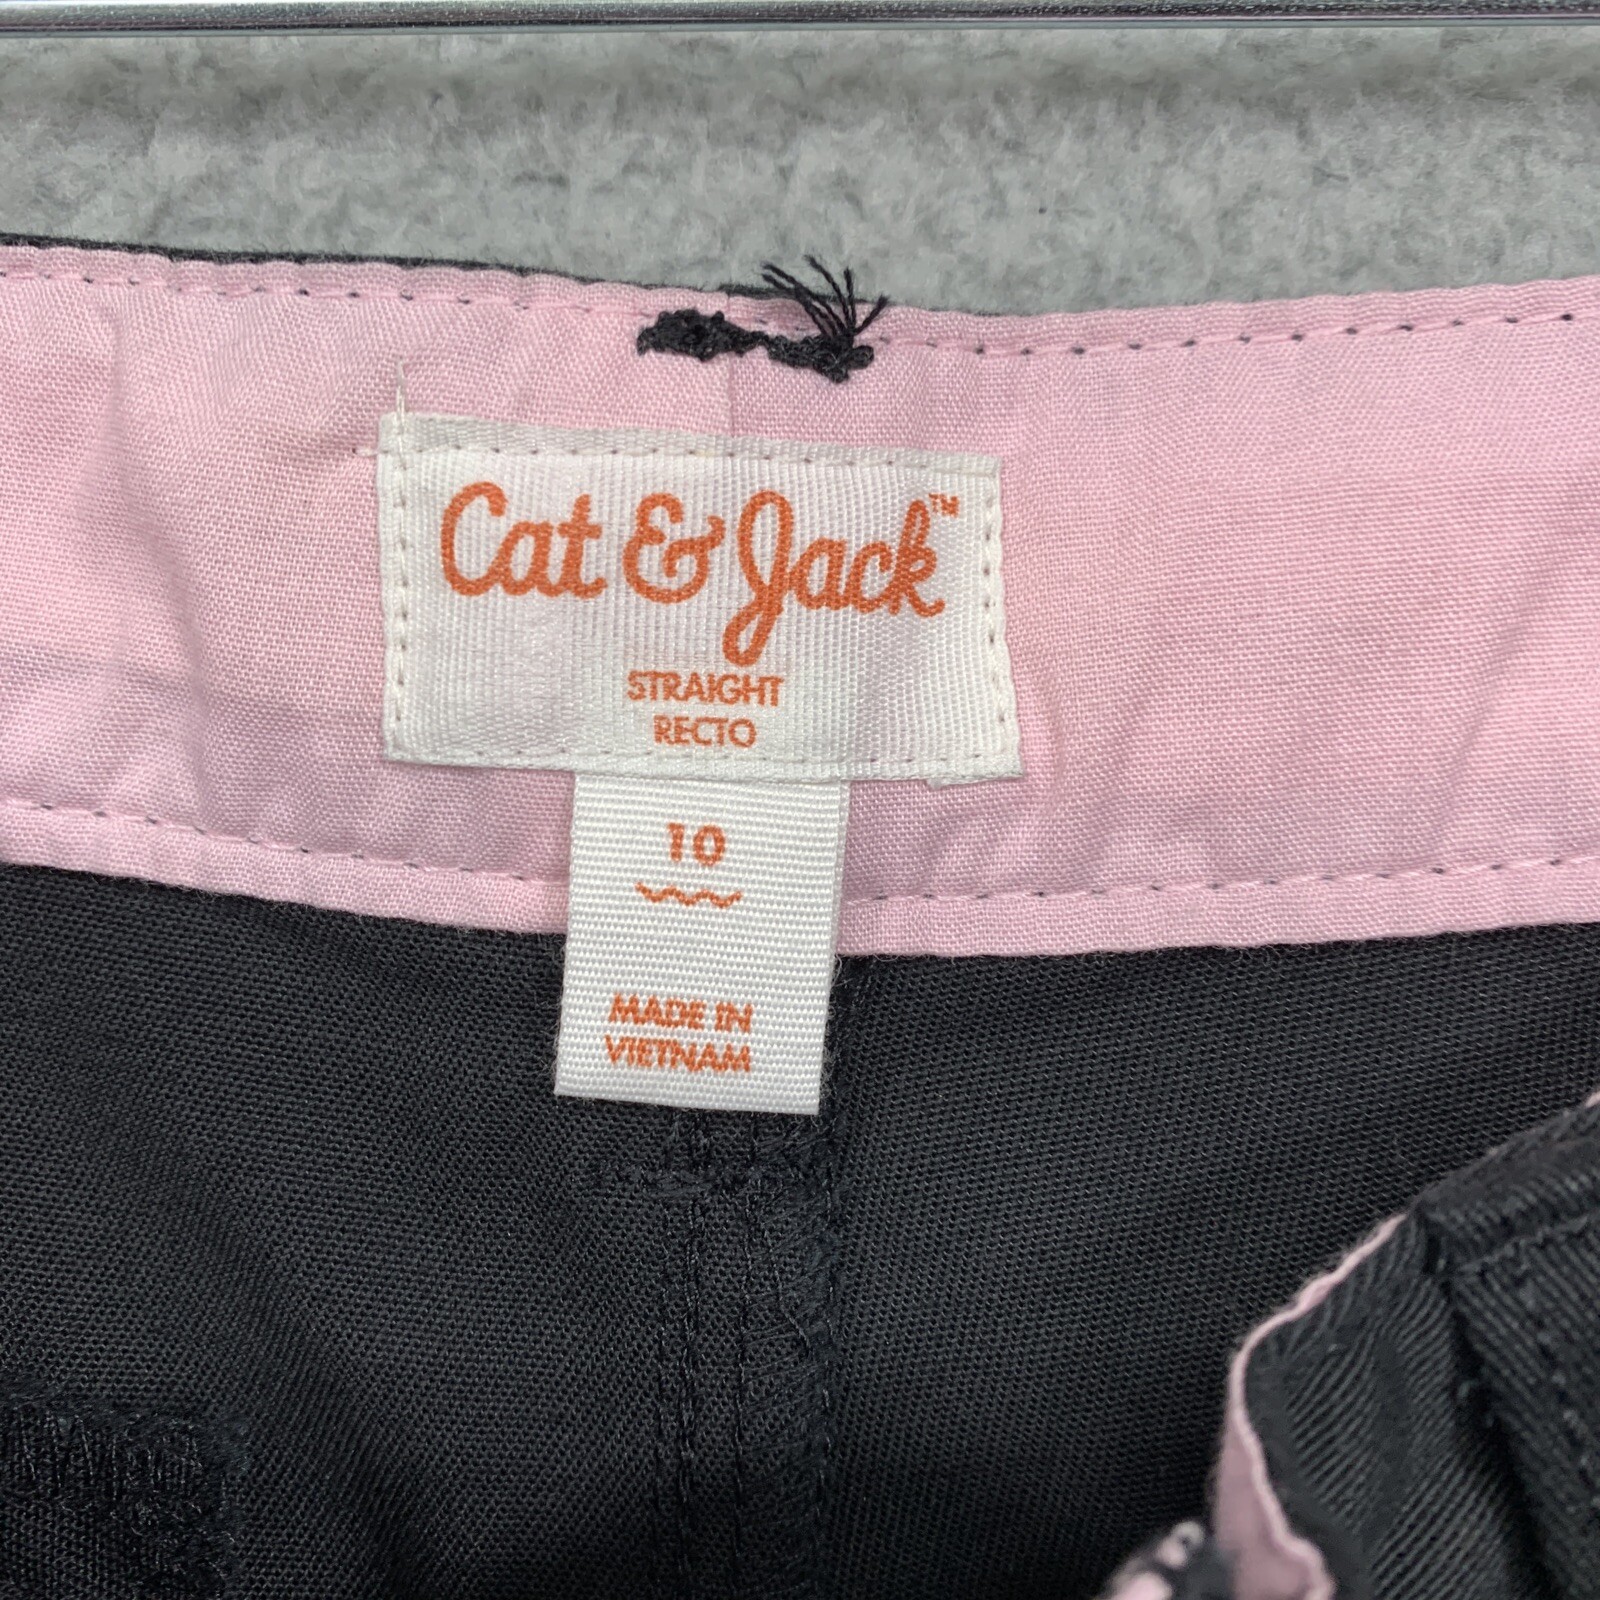 Cat & Jack™
STRAIGHT
RECTO
10
MADE IN
VIETNAM